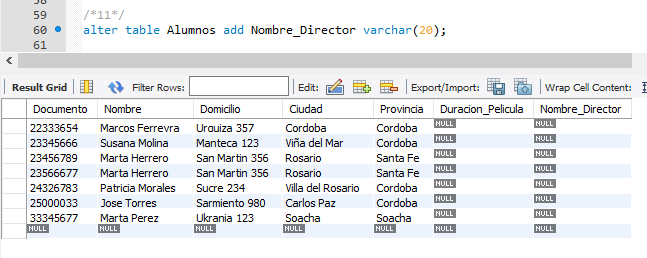 59 /*11*/
60 alter table Alumnos add Nombre_Director varchar(20);
61
Result Grid Filter Rows: Edit: Export/Import: Wrap Cell Content:
Documento Nombre Domicilio Ciudad Provincia Duracion_Pelicula Nombre_Director
22333654 Marcos Ferreyra Urquiza 357 Cordoba Cordoba NULL NULL
23345666 Susana Molina Manteca 123 Viña del Mar Cordoba NULL NULL
23456789 Marta Herrero San Martin 356 Rosario Santa Fe NULL NULL
23566677 Marta Herrero San Martin 356 Rosario Santa Fe NULL NULL
24326783 Patricia Morales Sucre 234 Villa del Rosario Cordoba NULL NULL
25000033 Jose Torres Sarmiento 980 Carlos Paz Cordoba NULL NULL
33345677 Marta Perez Ukrania 123 Soacha Soacha NULL NULL
NULL NULL NULL NULL NULL NULL NULL